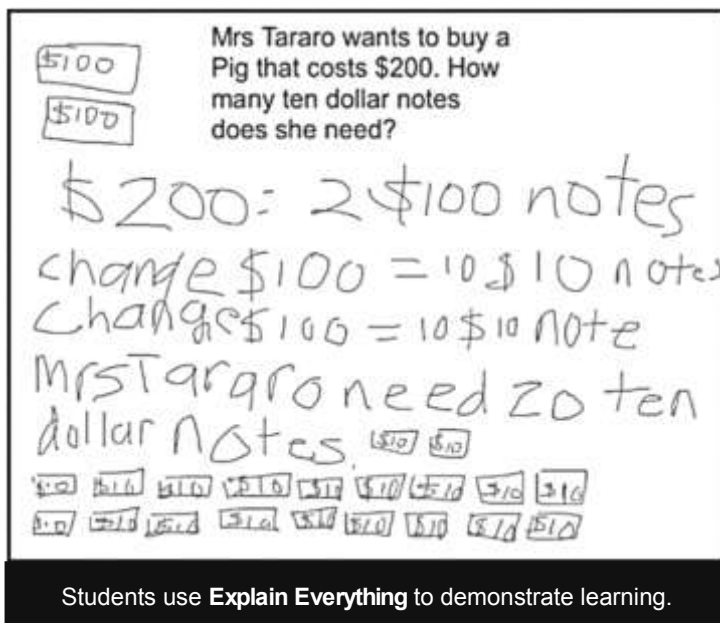 $100
$100
Mrs Tararo wants to buy a
Pig that costs $200. How
many ten dollar notes
does she need?
$200: 2 $100 notes
change $100 = 10 $10 notes
Change $100 = 10 $10 note
Mrs Tararo need 20 ten
dollar notes. $10 $10
$10 $10 $10 $10 $10 $10 $10 $10 $10
$10 $10 $10 $10 $10 $10 $10 $10 $10
Students use Explain Everything to demonstrate learning.